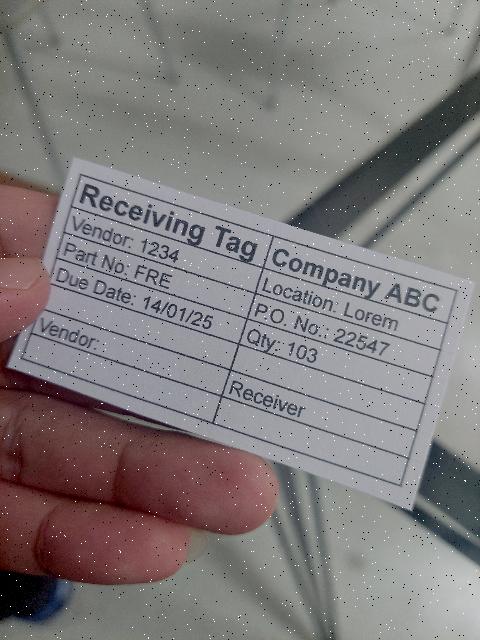 Receiving Tag
Vendor: 1234
Part No: FRE
Due Date: 14/01/25
Vendor:
Company ABC
Location: Lorem
P.O. No.: 22547
Qty: 103
Receiver